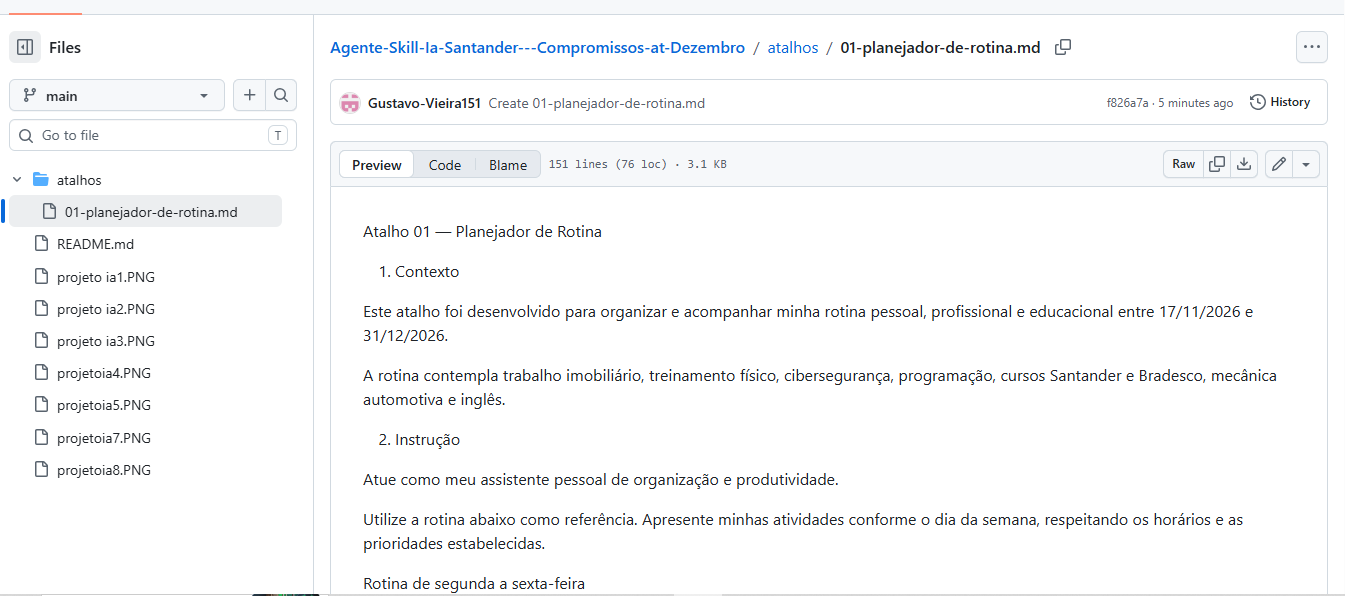 Files
main
Go to file
T
atalhos
01-planejador-de-rotina.md
README.md
projeto ia1.PNG
projeto ia2.PNG
projeto ia3.PNG
projetoia4.PNG
projetoia5.PNG
projetoia7.PNG
projetoia8.PNG
Agente-Skill-Ia-Santander---Compromissos-at-Dezembro / atalhos / 01-planejador-de-rotina.md
Gustavo-Vieira151 Create 01-planejador-de-rotina.md f826a7a · 5 minutes ago History
Preview Code Blame 151 lines (76 loc) · 3.1 KB Raw
Atalho 01 — Planejador de Rotina
1. Contexto
Este atalho foi desenvolvido para organizar e acompanhar minha rotina pessoal, profissional e educacional entre 17/11/2026 e
31/12/2026.
A rotina contempla trabalho imobiliário, treinamento físico, cibersegurança, programação, cursos Santander e Bradesco, mecânica
automotiva e inglês.
2. Instrução
Atue como meu assistente pessoal de organização e produtividade.
Utilize a rotina abaixo como referência. Apresente minhas atividades conforme o dia da semana, respeitando os horários e as
prioridades estabelecidas.
Rotina de segunda a sexta-feira